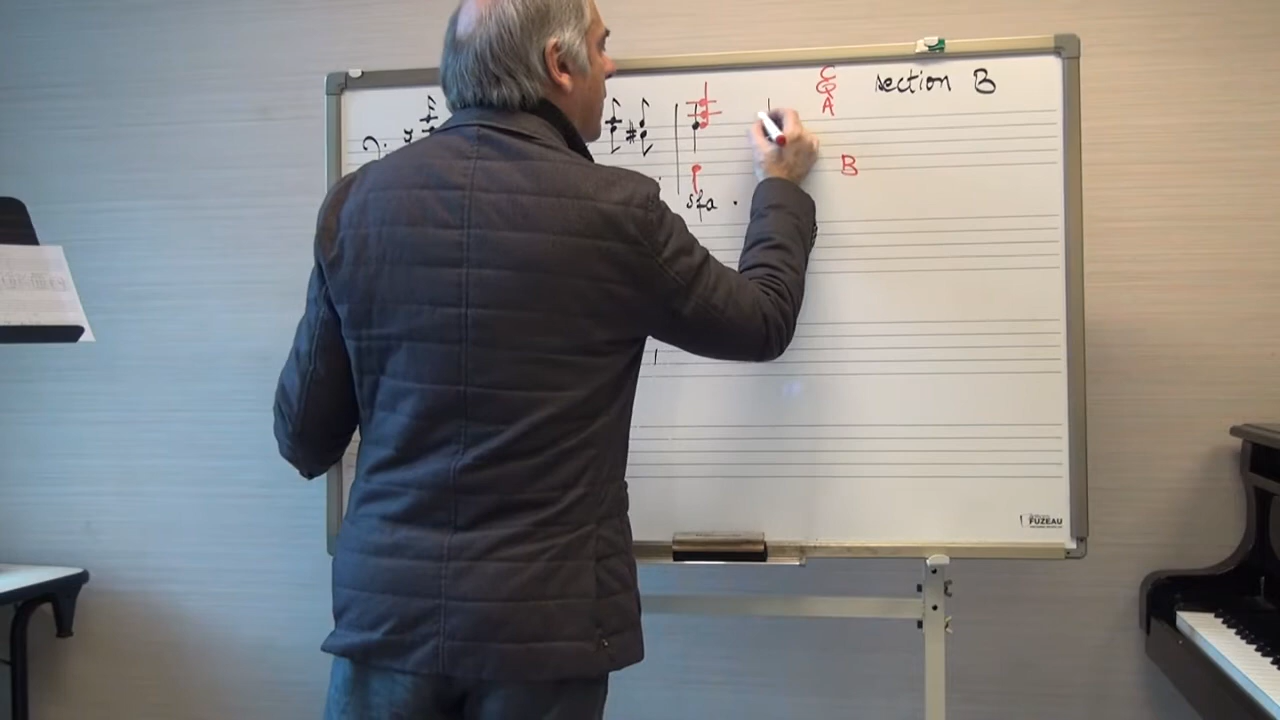 C
A
section B
B
sfa .
FUZEAU